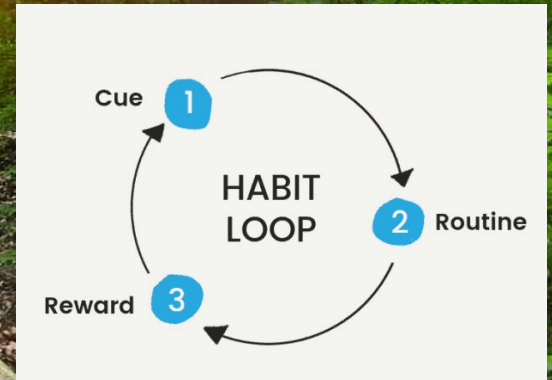 Cue
1
HABIT
LOOP
2
Routine
Reward
3